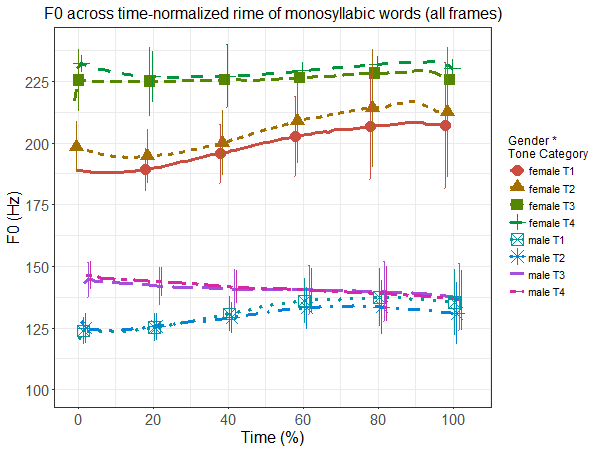 F0 across time-normalized rime of monosyllabic words (all frames)
225
200
175
150
125
100
F0 (Hz)
0 20 40 60 80 100
Time (%)
Gender *
Tone Category
female T1
female T2
female T3
female T4
male T1
male T2
male T3
male T4